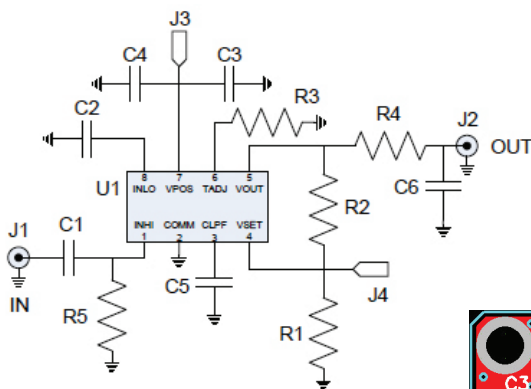 J3
C4 C3
C2 R3
R4 J2
OUT
8 7 6 5
INLO VPOS TADJ VOUT
U1
C6
R2
INHI COMM CLPF VSET
1 2 3 4
J1 C1
IN
C5
J4
R5
R1
C3